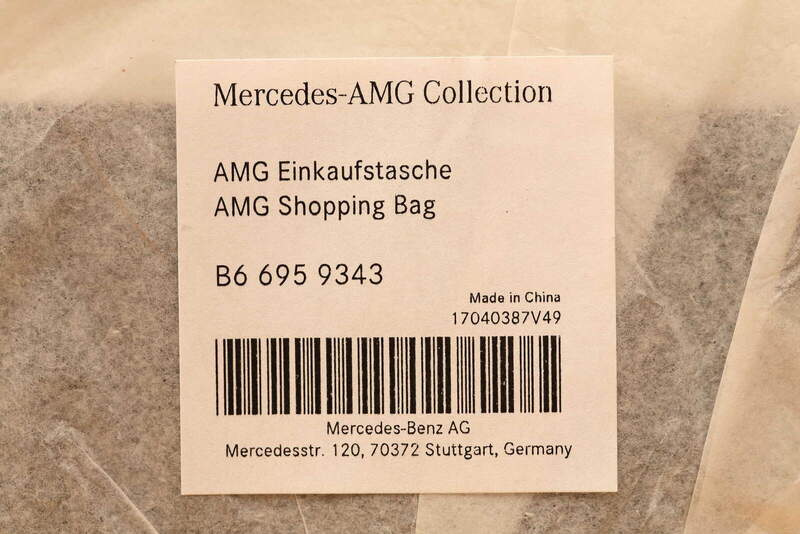 Mercedes-AMG Collection
AMG Einkaufstasche
AMG Shopping Bag
B6 695 9343
Made in China
17040387V49
Mercedes-Benz AG
Mercedesstr. 120, 70372 Stuttgart, Germany